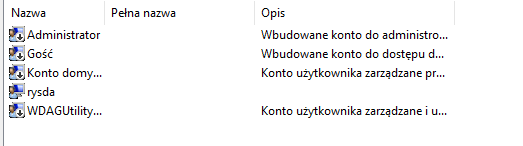 Nazwa Pełna nazwa Opis
Administrator Wbudowane konto do administro...
Gość Wbudowane konto do dostępu d...
Konto domy... Konto użytkownika zarządzane pr...
rysda
WDAGUtility... Konto użytkownika zarządzane i u...